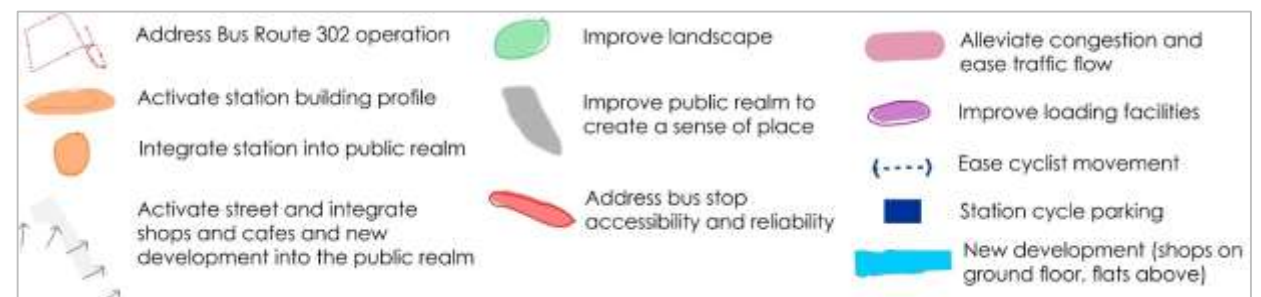 Address Bus Route 302 operation
Activate station building profile
Integrate station into public realm
Activate street and integrate
shops and cafes and new
development into the public realm
Improve landscape
Improve public realm to
create a sense of place
Address bus stop
accessibility and reliability
Alleviate congestion and
ease traffic flow
Improve loading facilities
Ease cyclist movement
Station cycle parking
New development (shops on
ground floor, flats above)